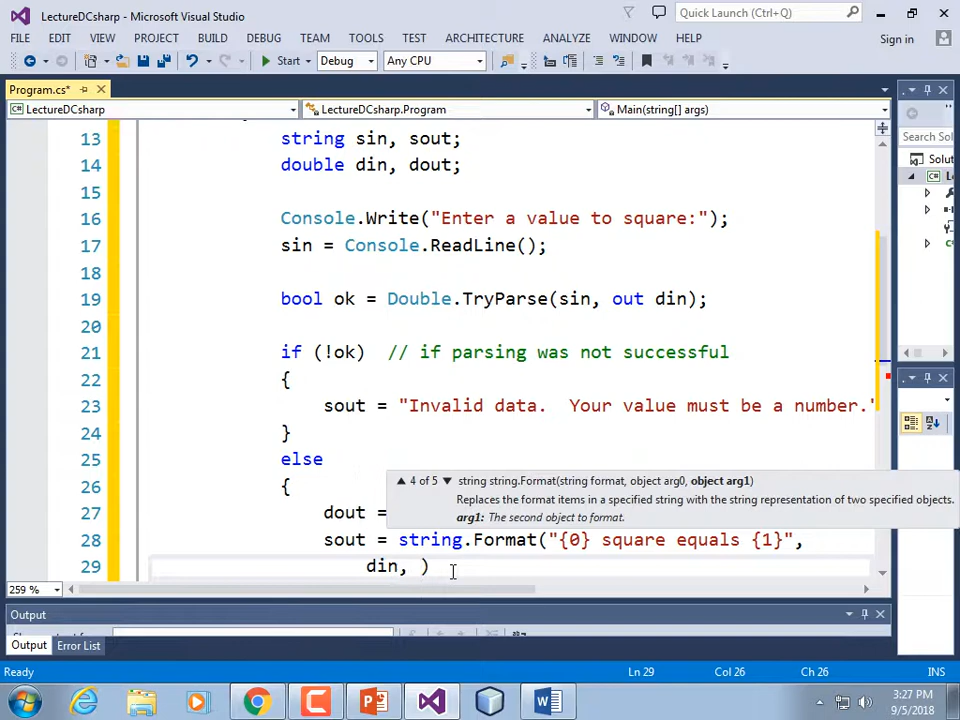 LectureDCsharp - Microsoft Visual Studio
Quick Launch (Ctrl+Q)
FILE EDIT VIEW PROJECT BUILD DEBUG TEAM TOOLS TEST ARCHITECTURE ANALYZE WINDOW HELP
Sign in
Start Debug Any CPU
Program.cs*
LectureDCsharp LectureDCsharp.Program Main(string[] args)
Search Sol
Solut
13 string sin, sout;
14 double din, dout;
15
16 Console.Write("Enter a value to square:");
17 sin = Console.ReadLine();
18
19 bool ok = Double.TryParse(sin, out din);
20
21 if (!ok) // if parsing was not successful
22 {
23 sout = "Invalid data. Your value must be a number."
24 }
25 else
26 {
4 of 5 string string.Format(string format, object arg0, object arg1)
Replaces the format items in a specified string with the string representation of two specified objects.
arg1: The second object to format.
27 dout =
28 sout = string.Format("{0} square equals {1}",
29 din, )
259 %
Output
Output Error List
Ready Ln 29 Col 26 Ch 26 INS
3:27 PM
9/5/2018